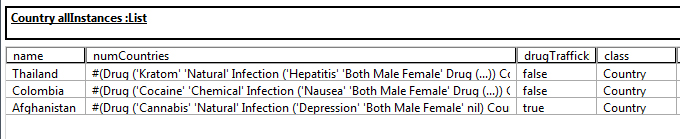 Country allInstances :List
name numCountries drugTraffick class
Thailand #(Drug ('Kratom' 'Natural' Infection ('Hepatitis' 'Both Male Female' Drug (...)) Co false Country
Colombia #(Drug ('Cocaine' 'Chemical' Infection ('Nausea' 'Both Male Female' Drug (...)) C false Country
Afghanistan #(Drug ('Cannabis' 'Natural' Infection ('Depression' 'Both Male Female' nil) Cou true Country